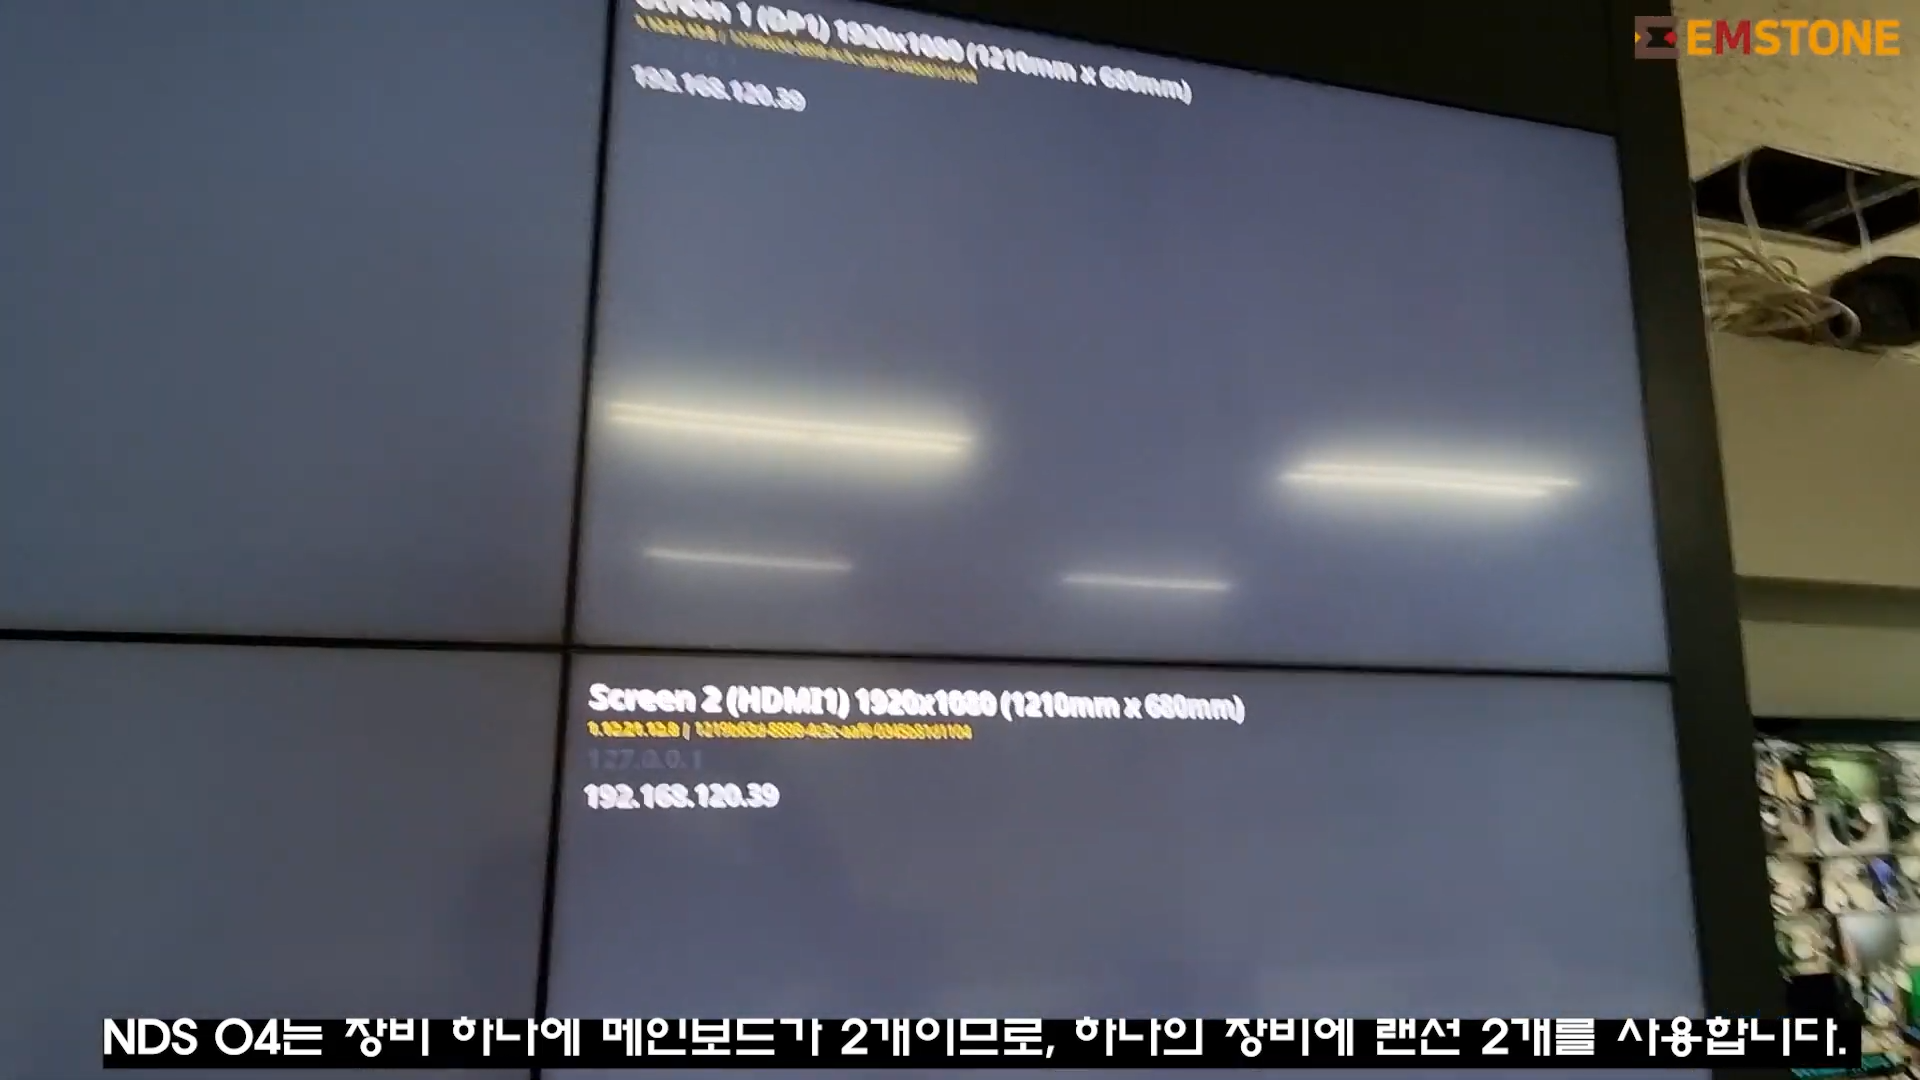 EMSTONE
Screen 1 (DP1) 1920x1080 (1210mm x 680mm)
192.168.120.39
Screen 2 (HDMI1) 1920x1080 (1210mm x 680mm)
127.0.0.1
192.168.120.39
NDS 04는 장비 하나에 메인보드가 2개이므로, 하나의 장비에 랜선 2개를 사용합니다.